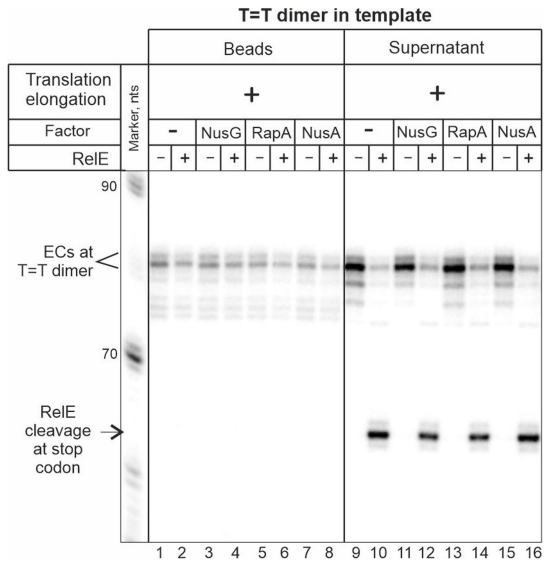 T=T dimer in template
Beads Supernatant
Translation elongation + +
Marker, nts
Factor - NusG RapA NusA - NusG RapA NusA
RelE − + − + − + − + − + − + − + − +
90
ECs at
T=T dimer
70
RelE
cleavage
at stop
codon
1 2 3 4 5 6 7 8 9 10 11 12 13 14 15 16